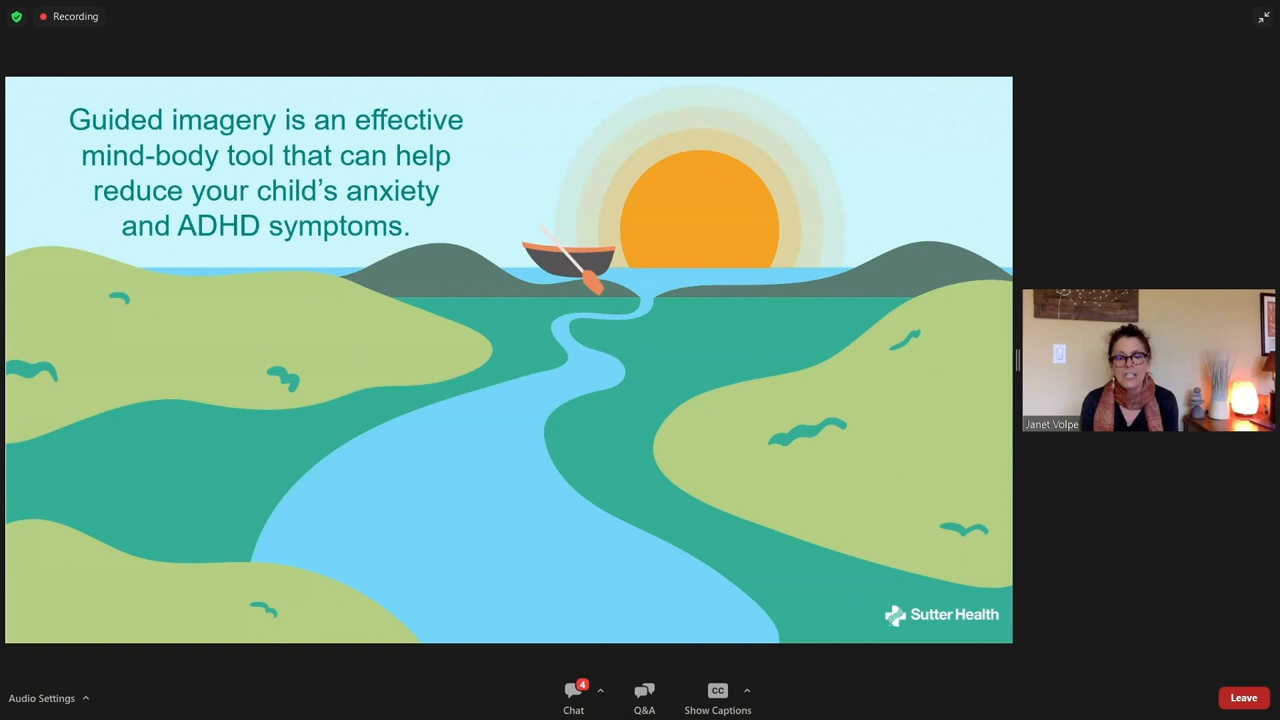 Recording
Guided imagery is an effective
mind-body tool that can help
reduce your child’s anxiety
and ADHD symptoms.
Janet Volpe
Sutter Health
Audio Settings
4
Chat
Q&A
CC
Show Captions
Leave